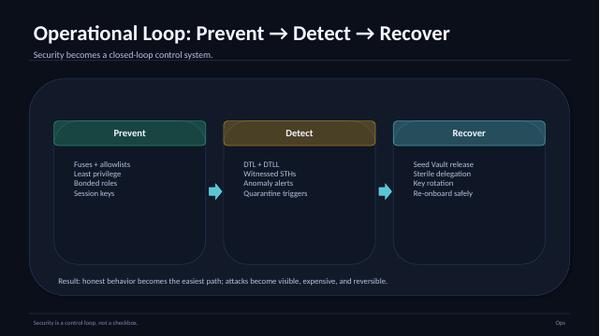 Operational Loop: Prevent → Detect → Recover
Security becomes a closed-loop control system.
Prevent
Fuses + allowlists
Least privilege
Bonded roles
Session keys
Detect
DTL + DTLL
Witnessed STHs
Anomaly alerts
Quarantine triggers
Recover
Seed Vault release
Sterile delegation
Key rotation
Re-onboard safely
Result: honest behavior becomes the easiest path; attacks become visible, expensive, and reversible.
Security is a control loop, not a checkbox.
Ops